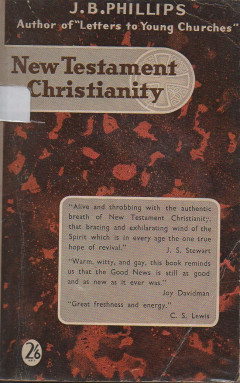 J.B.PHILLIPS
Author of "Letters to Young Churches"
New Testament
Christianity
"Alive and throbbing with the authentic
breath of New Testament Christianity,
that bracing and exhilarating wind of the
Spirit which is in every age the one true
hope of revival." J. S. Stewart
"Warm, witty, and gay, this book reminds
us that the Good News is still as good
and as new as it ever was."
Joy Davidman
"Great freshness and energy."
C. S. Lewis
2/6